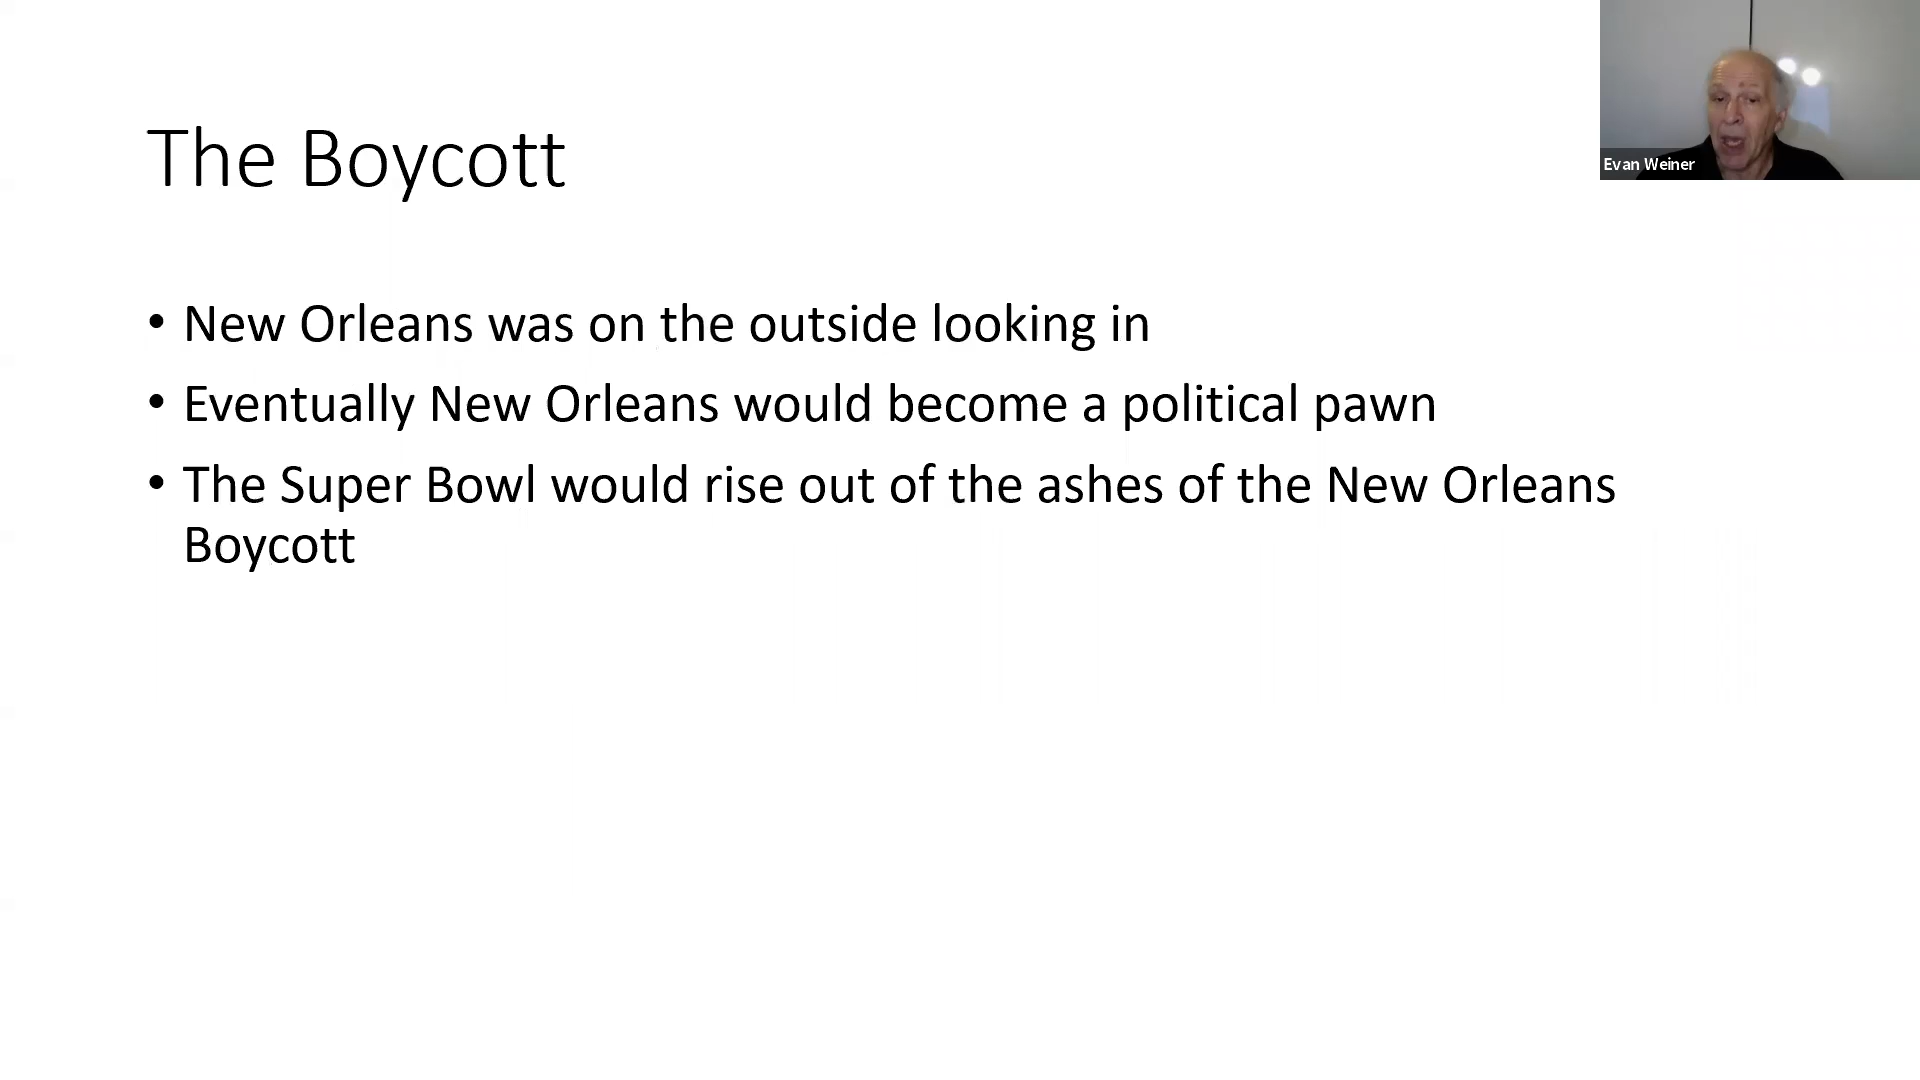 The Boycott
Evan Weiner
• New Orleans was on the outside looking in
• Eventually New Orleans would become a political pawn
• The Super Bowl would rise out of the ashes of the New Orleans
Boycott